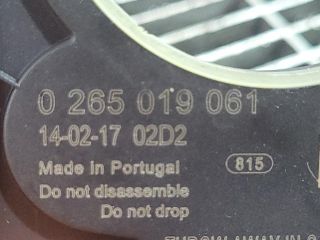 0 265 019 061
14-02-17 02D2
Made in Portugal 815
Do not disassemble
Do not drop